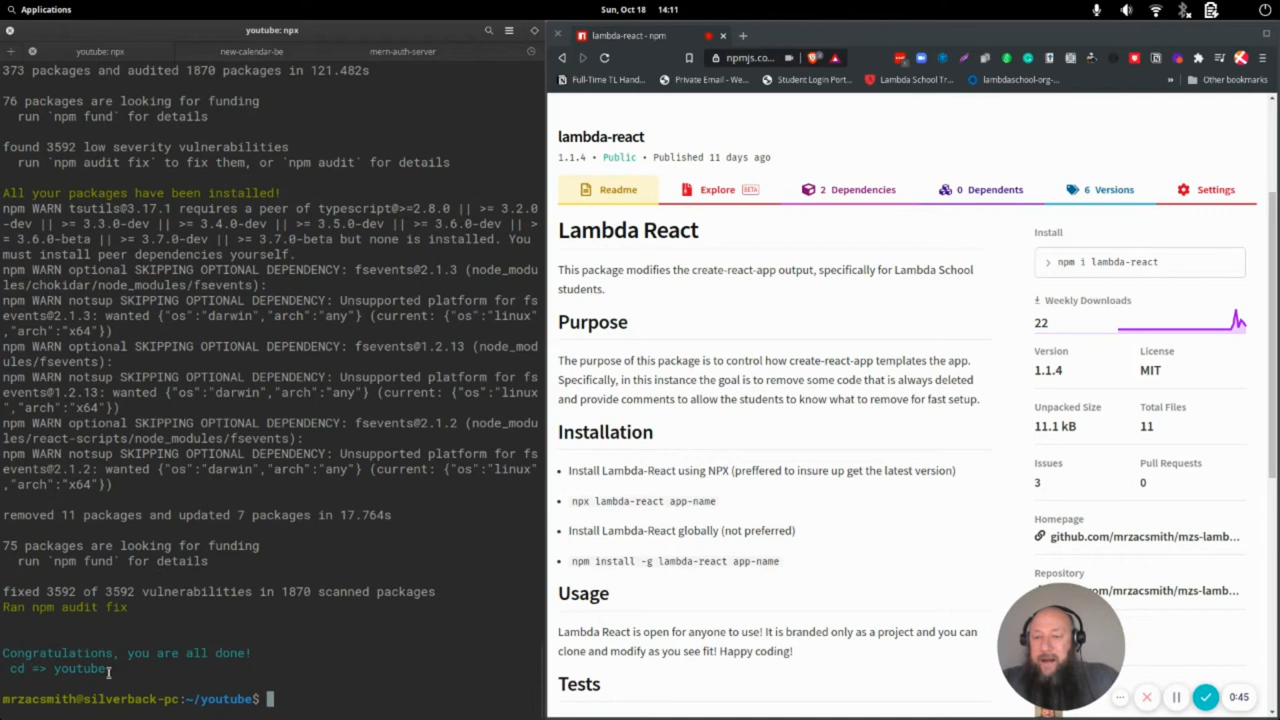 Applications
Sun, Oct 18
14:11
youtube: npx
youtube: npx
new-calendar-be
mern-auth-server
373 packages and audited 1870 packages in 121.482s
76 packages are looking for funding
run `npm fund` for details
found 3592 low severity vulnerabilities
run `npm audit fix` to fix them, or `npm audit` for details
All your packages have been installed!
npm WARN tsutils@3.17.1 requires a peer of typescript@>=2.8.0 || >= 3.2.0
-dev || >= 3.3.0-dev || >= 3.4.0-dev || >= 3.5.0-dev || >= 3.6.0-dev || >
= 3.6.0-beta || >= 3.7.0-dev || >= 3.7.0-beta but none is installed. You
must install peer dependencies yourself.
npm WARN optional SKIPPING OPTIONAL DEPENDENCY: fsevents@2.1.3 (node_modu
les/chokidar/node_modules/fsevents):
npm WARN notsup SKIPPING OPTIONAL DEPENDENCY: Unsupported platform for fs
events@2.1.3: wanted {"os":"darwin","arch":"any"} (current: {"os":"linux"
,"arch":"x64"})
npm WARN optional SKIPPING OPTIONAL DEPENDENCY: fsevents@1.2.13 (node_mod
ules/fsevents):
npm WARN notsup SKIPPING OPTIONAL DEPENDENCY: Unsupported platform for fs
events@1.2.13: wanted {"os":"darwin","arch":"any"} (current: {"os":"linux
","arch":"x64"})
npm WARN optional SKIPPING OPTIONAL DEPENDENCY: fsevents@2.1.2 (node_modu
les/react-scripts/node_modules/fsevents):
npm WARN notsup SKIPPING OPTIONAL DEPENDENCY: Unsupported platform for fs
events@2.1.2: wanted {"os":"darwin","arch":"any"} (current: {"os":"linux"
,"arch":"x64"})
removed 11 packages and updated 7 packages in 17.764s
75 packages are looking for funding
run `npm fund` for details
fixed 3592 of 3592 vulnerabilities in 1870 scanned packages
Ran npm audit fix
Congratulations, you are all done!
cd => youtube
mrzacsmith@silverback-pc:~/youtube$
lambda-react - npm
npmjs.co...
Full-Time TL Hand...
Private Email - We...
Student Login Port...
Lambda School Tr...
lambdaschool-org-...
»
Other bookmarks
lambda-react
1.1.4 • Public • Published 11 days ago
Readme
Explore BETA
2 Dependencies
0 Dependents
6 Versions
Settings
Lambda React
This package modifies the create-react-app output, specifically for Lambda School
students.
Purpose
The purpose of this package is to control how create-react-app templates the app.
Specifically, in this instance the goal is to remove some code that is always deleted
and provide comments to allow the students to know what to remove for fast setup.
Installation
• Install Lambda-React using NPX (preffered to insure up get the latest version)
• npx lambda-react app-name
• Install Lambda-React globally (not preferred)
• npm install -g lambda-react app-name
Usage
Lambda React is open for anyone to use! It is branded only as a project and you can
clone and modify as you see fit! Happy coding!
Tests
Install
> npm i lambda-react
Weekly Downloads
22
Version
License
1.1.4
MIT
Unpacked Size
Total Files
11.1 kB
11
Issues
Pull Requests
3
0
Homepage
github.com/mrzacsmith/mzs-lamb...
Repository
github.com/mrzacsmith/mzs-lamb...
0:45